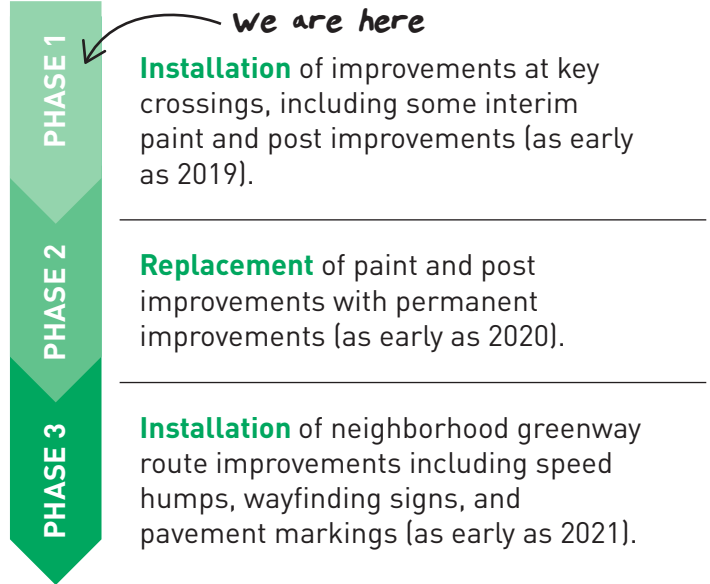 We are here
PHASE 1
Installation of improvements at key
crossings, including some interim
paint and post improvements (as early
as 2019).
PHASE 2
Replacement of paint and post
improvements with permanent
improvements (as early as 2020).
PHASE 3
Installation of neighborhood greenway
route improvements including speed
humps, wayfinding signs, and
pavement markings (as early as 2021).